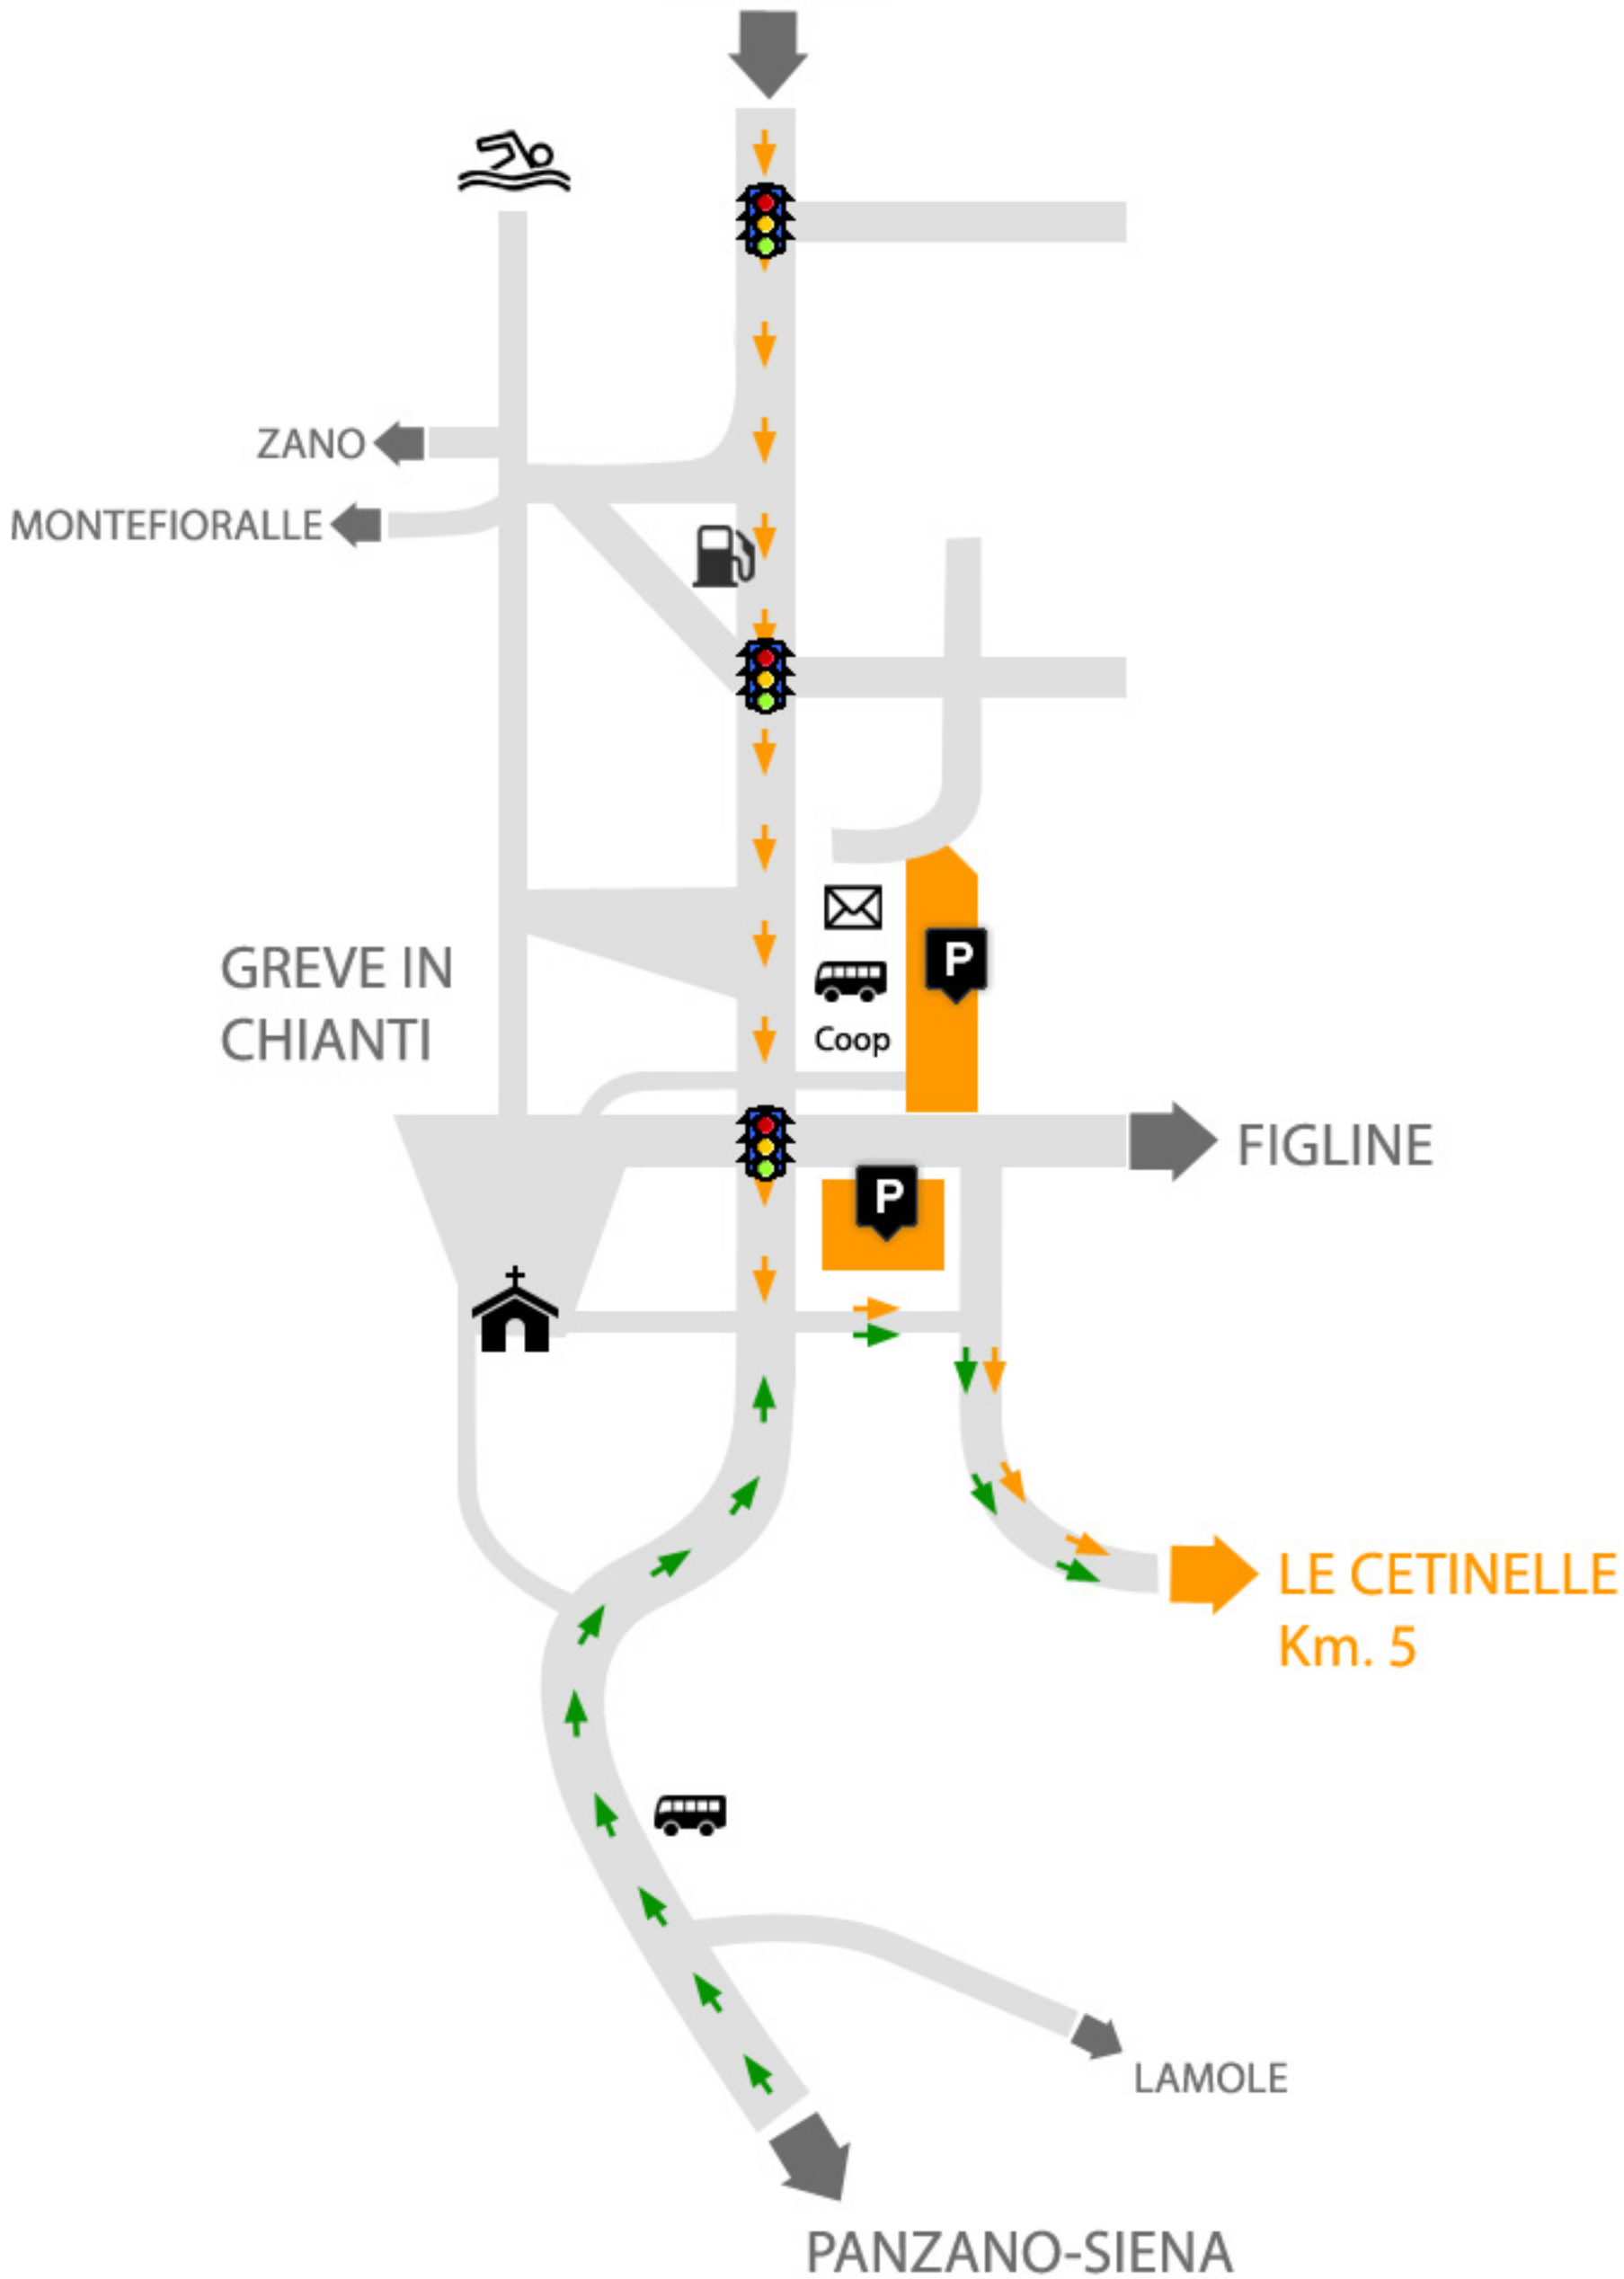 ZANO
MONTEFIORALLE
GREVE IN
CHIANTI
P
Coop
FIGLINE
P
LE CETINELLE
Km. 5
LAMOLE
PANZANO-SIENA